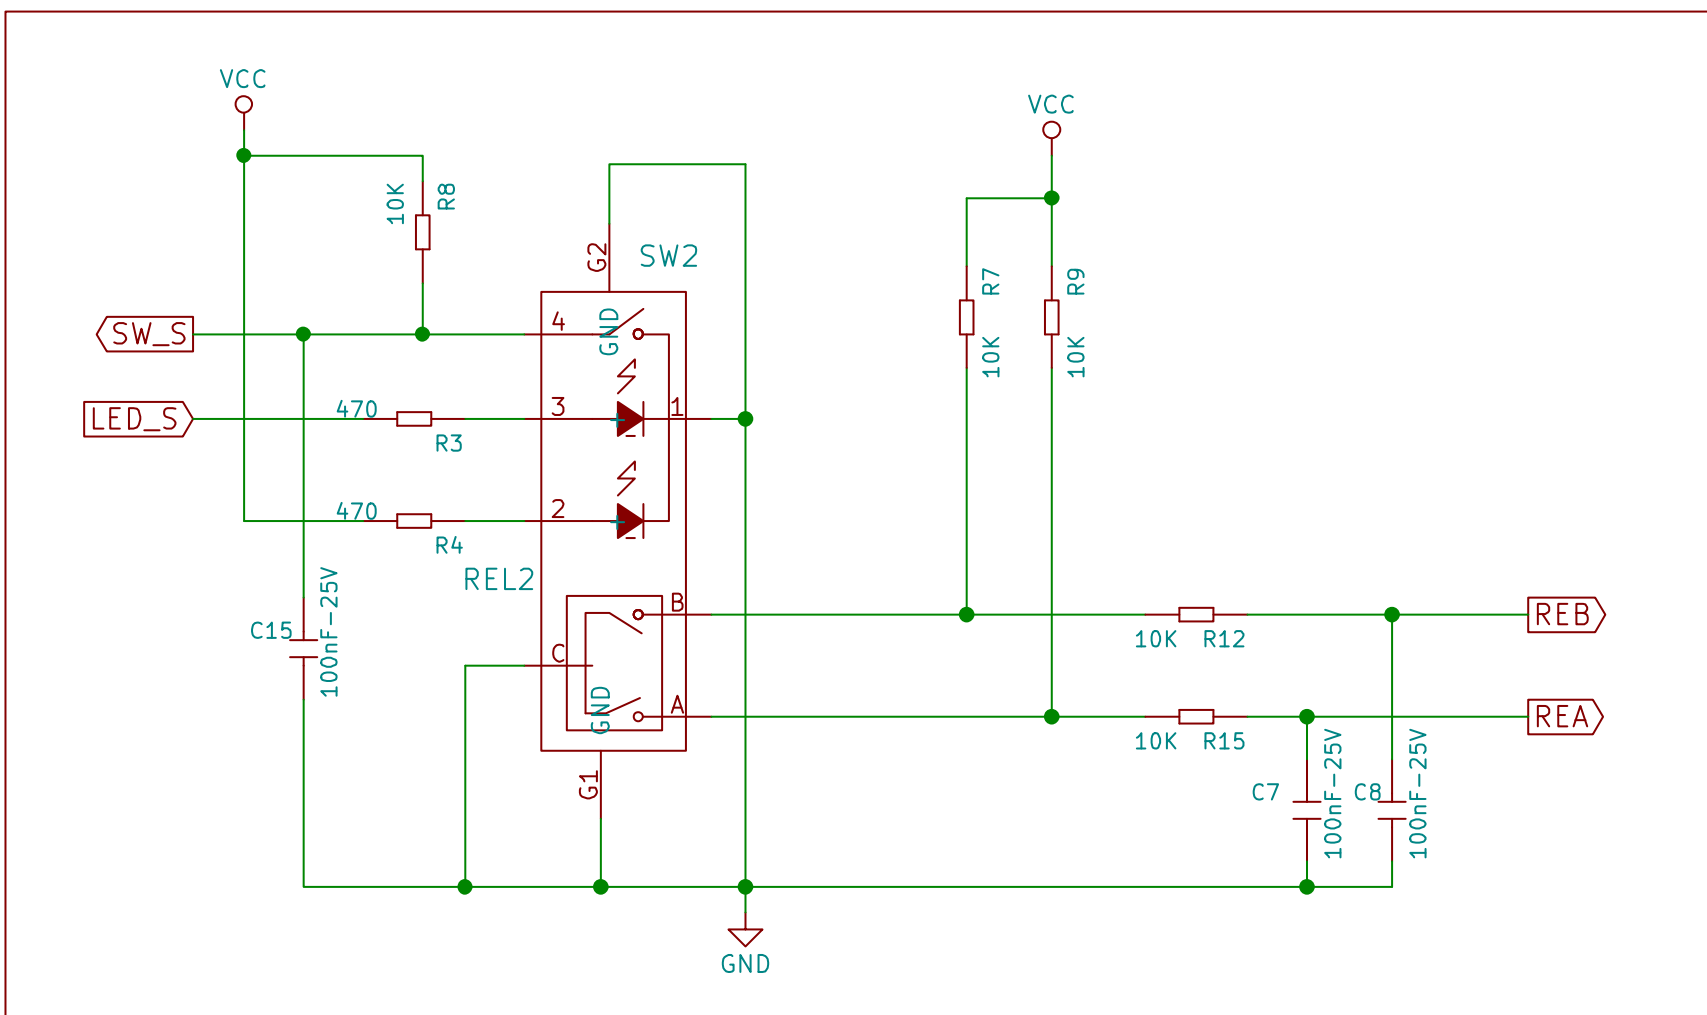 VCC
VCC
10K
R8
G2
SW2
R7
R9
SW_S
4
GND
10K
10K
LED_S
470
R3
3
1
470
R4
2
REL2
B
C15
100nF-25V
10K
R12
REB
C
GND
A
10K
R15
REA
G1
C7
100nF-25V
C8
100nF-25V
GND